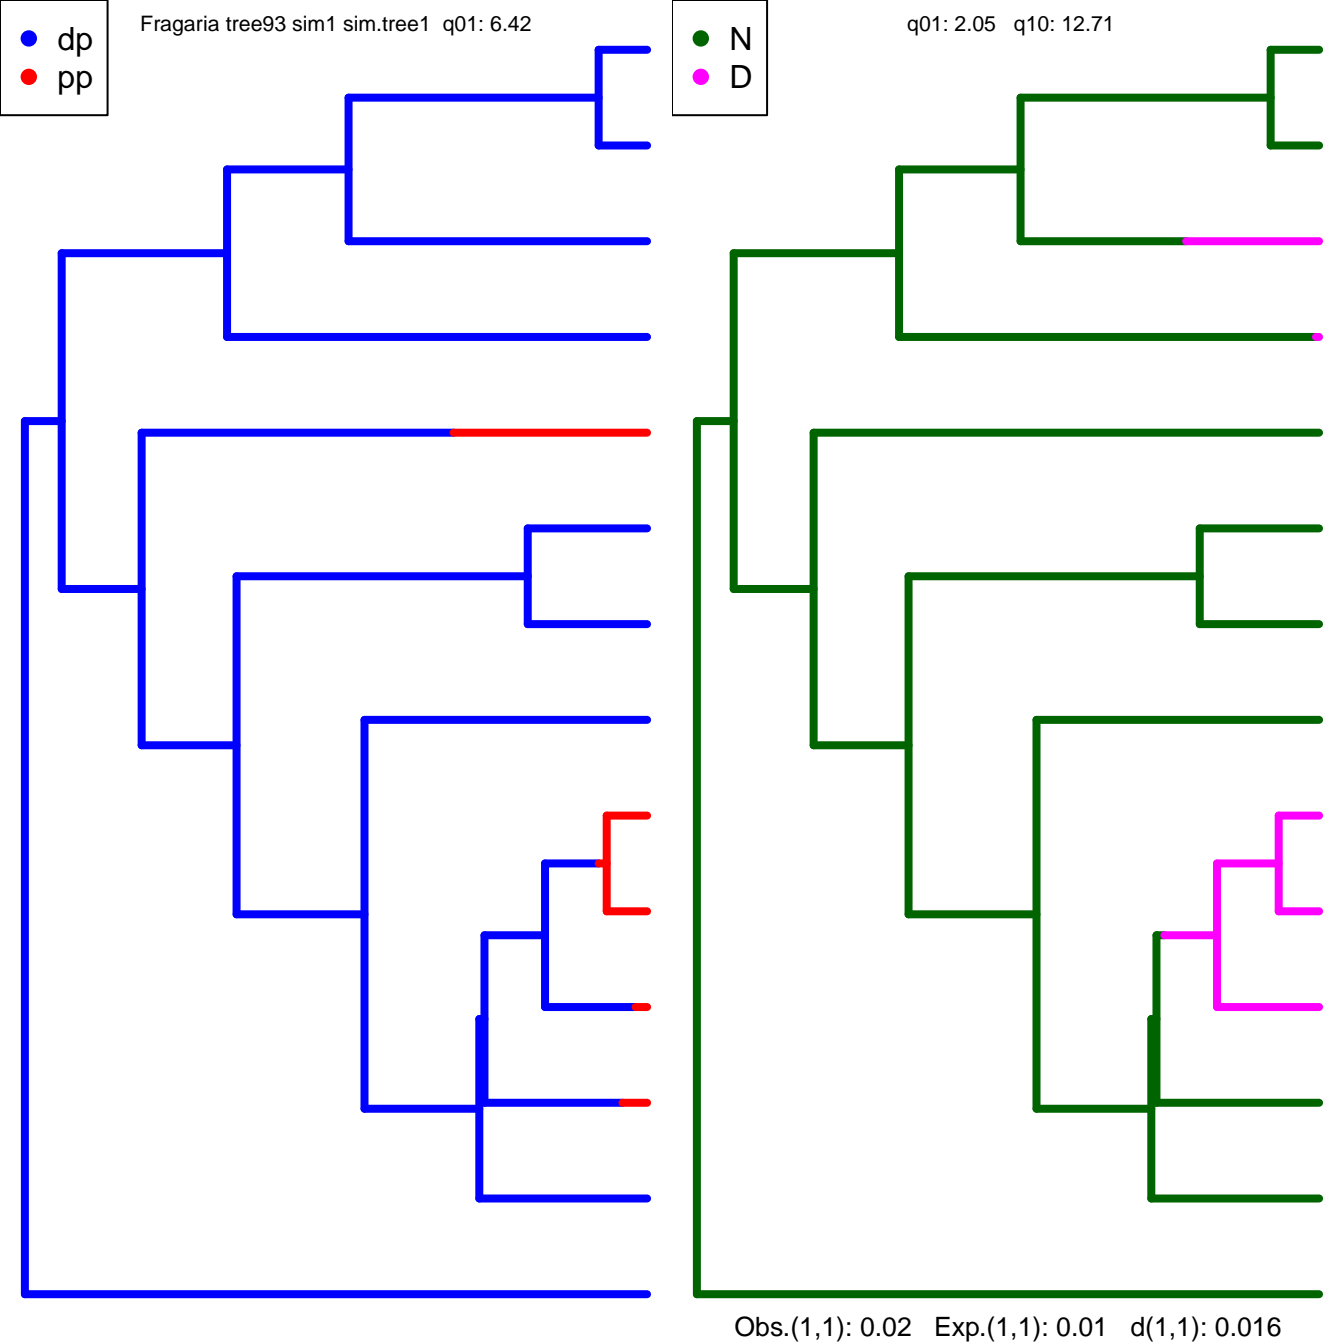 dp
pp
Fragaria tree93 sim1 sim.tree1  q01: 6.42
N
D
q01: 2.05   q10: 12.71
Obs.(1,1): 0.02   Exp.(1,1): 0.01   d(1,1): 0.016